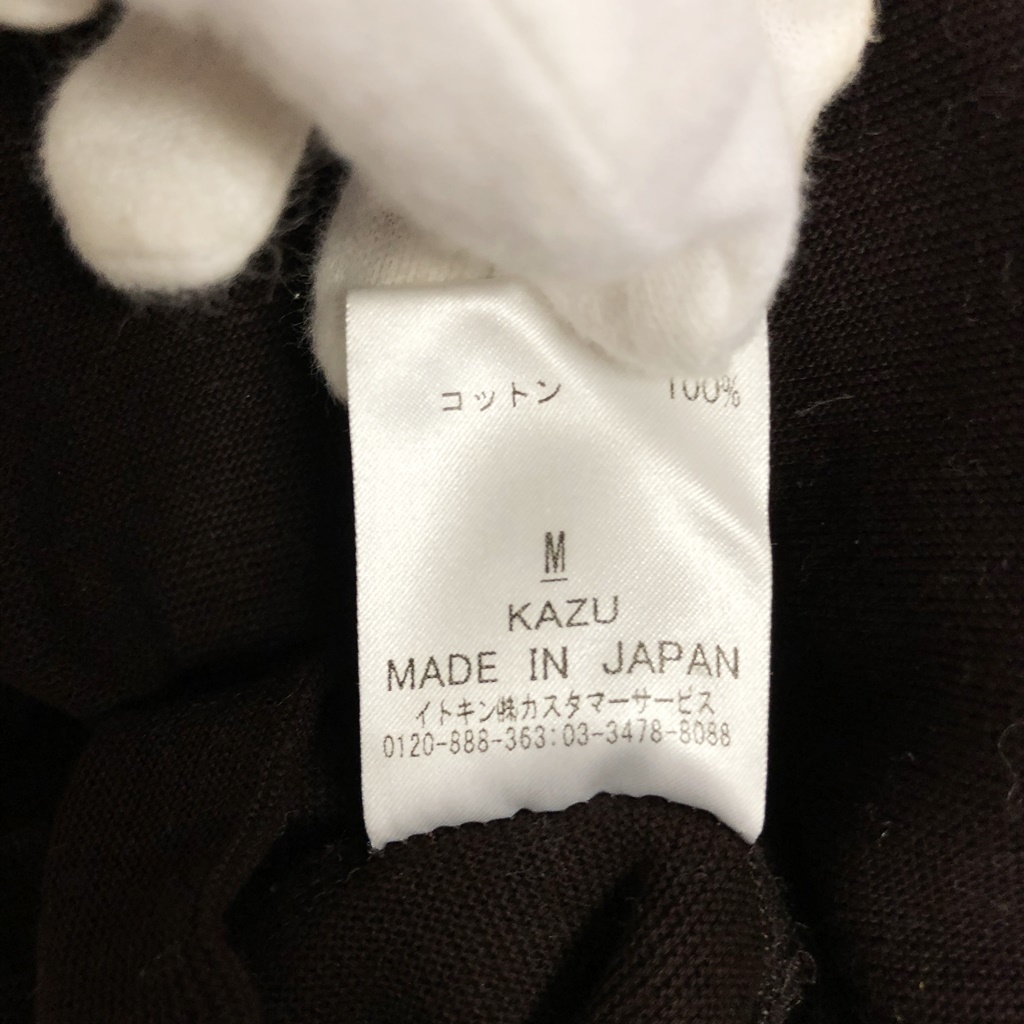 コットン 100%
M
KAZU
MADE IN JAPAN
イトキン㈱カスタマーサービス
0120-888-363:03-3478-8088